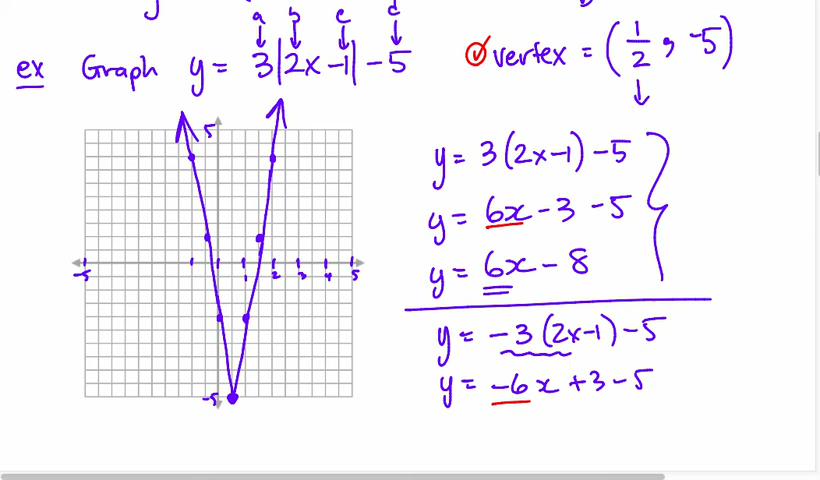 a b c d
ex Graph y = 3|2x-1| -5
vertex = (1/2, -5)
5
-5 1 2 3 4 5
-5
y = 3(2x-1) -5
y = 6x -3 -5
y = 6x - 8
y = -3(2x-1) -5
y = -6x +3 -5